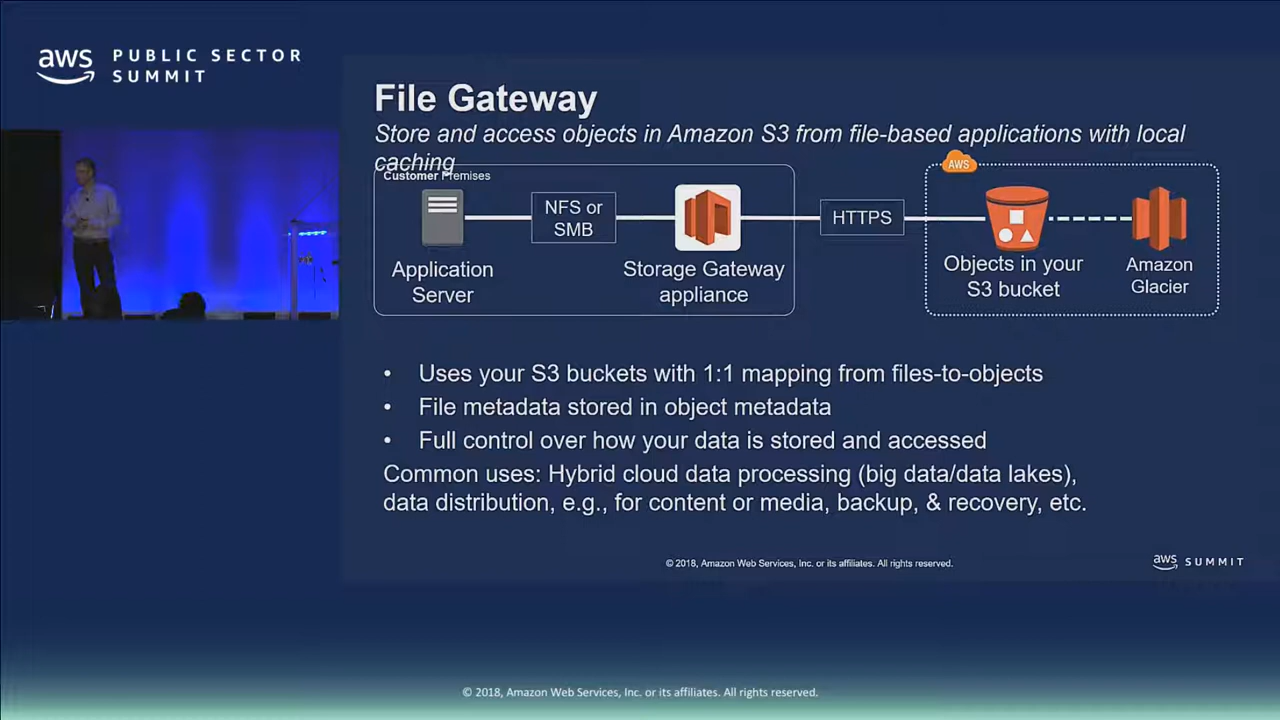 aws PUBLIC SECTOR
SUMMIT
File Gateway
Store and access objects in Amazon S3 from file-based applications with local
caching
Customer Premises
AWS
NFS or
SMB
HTTPS
Application
Server
Storage Gateway
appliance
Objects in your
S3 bucket
Amazon
Glacier
• Uses your S3 buckets with 1:1 mapping from files-to-objects
• File metadata stored in object metadata
• Full control over how your data is stored and accessed
Common uses: Hybrid cloud data processing (big data/data lakes),
data distribution, e.g., for content or media, backup, & recovery, etc.
© 2018, Amazon Web Services, Inc. or its affiliates. All rights reserved.
aws SUMMIT
© 2018, Amazon Web Services, Inc. or its affiliates. All rights reserved.